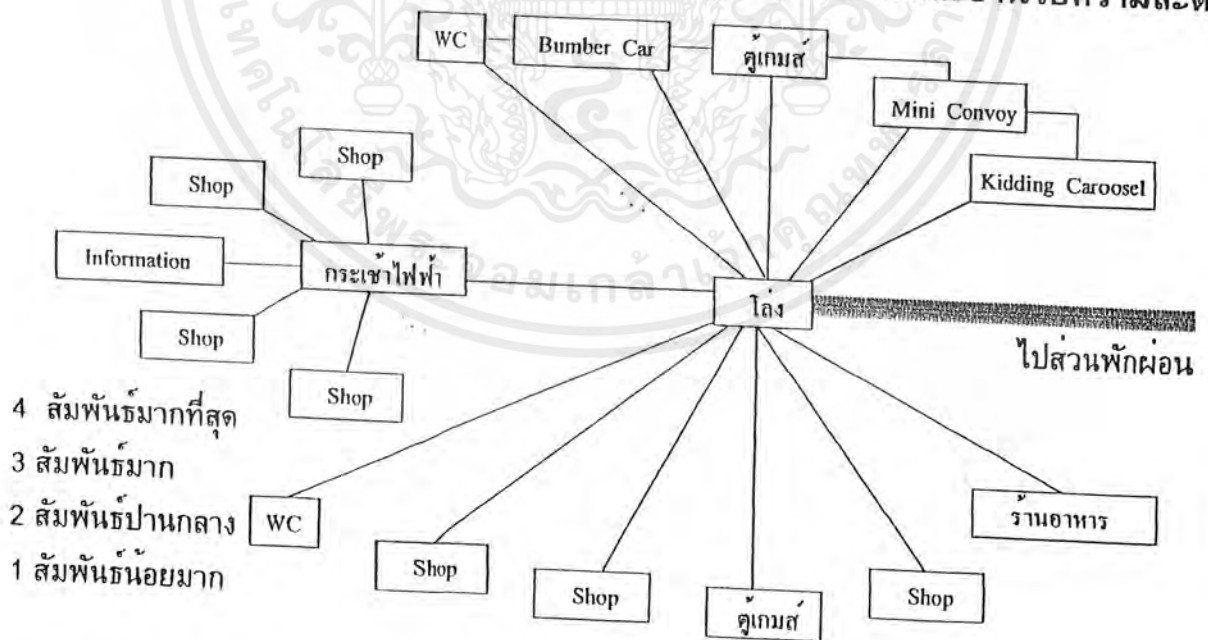 WC
Bumber Car
ตู้เกมส์
Mini Convoy
Kidding Caroosel
Shop
Shop
Information
กระเช้าไฟฟ้า
Shop
Shop
โล่ง
ไปส่วนพักผ่อน
4 สัมพันธ์มากที่สุด
3 สัมพันธ์มาก
2 สัมพันธ์ปานกลาง
1 สัมพันธ์น้อยมาก
WC
Shop
Shop
ตู้เกมส์
Shop
ร้านอาหาร